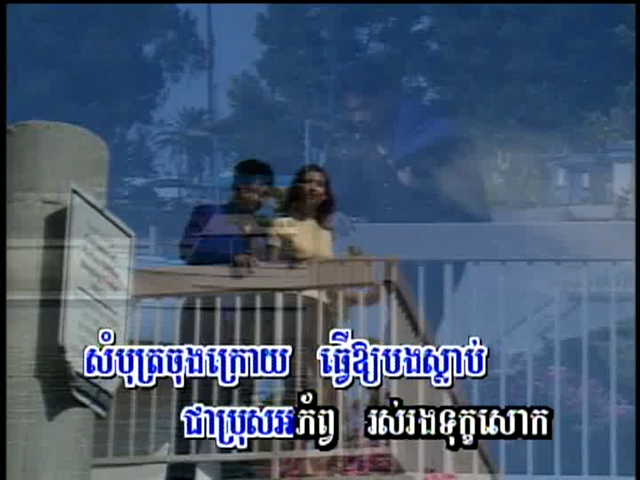 សំបុត្រចុងក្រោយ ធ្វើឱ្យបងស្លាប់
ជាប្រុសអភ័ព្វ រស់រងទុក្ខសោក